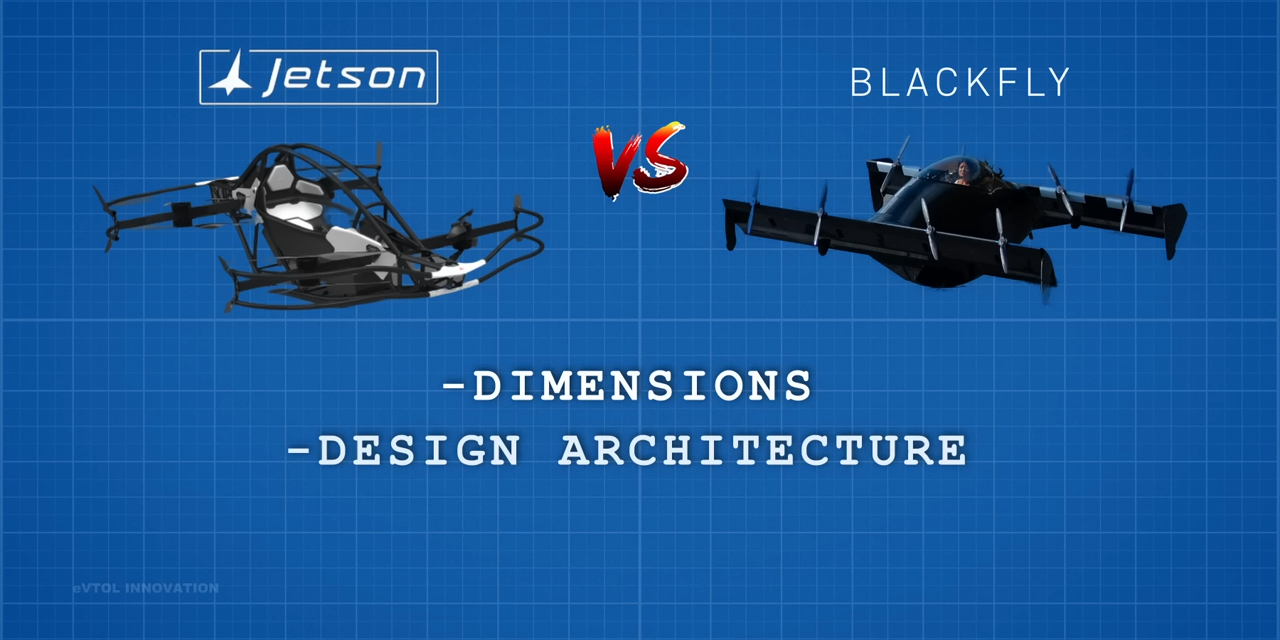 Jetson
BLACKFLY
VS
-DIMENSIONS
-DESIGN ARCHITECTURE
eVTOL INNOVATION